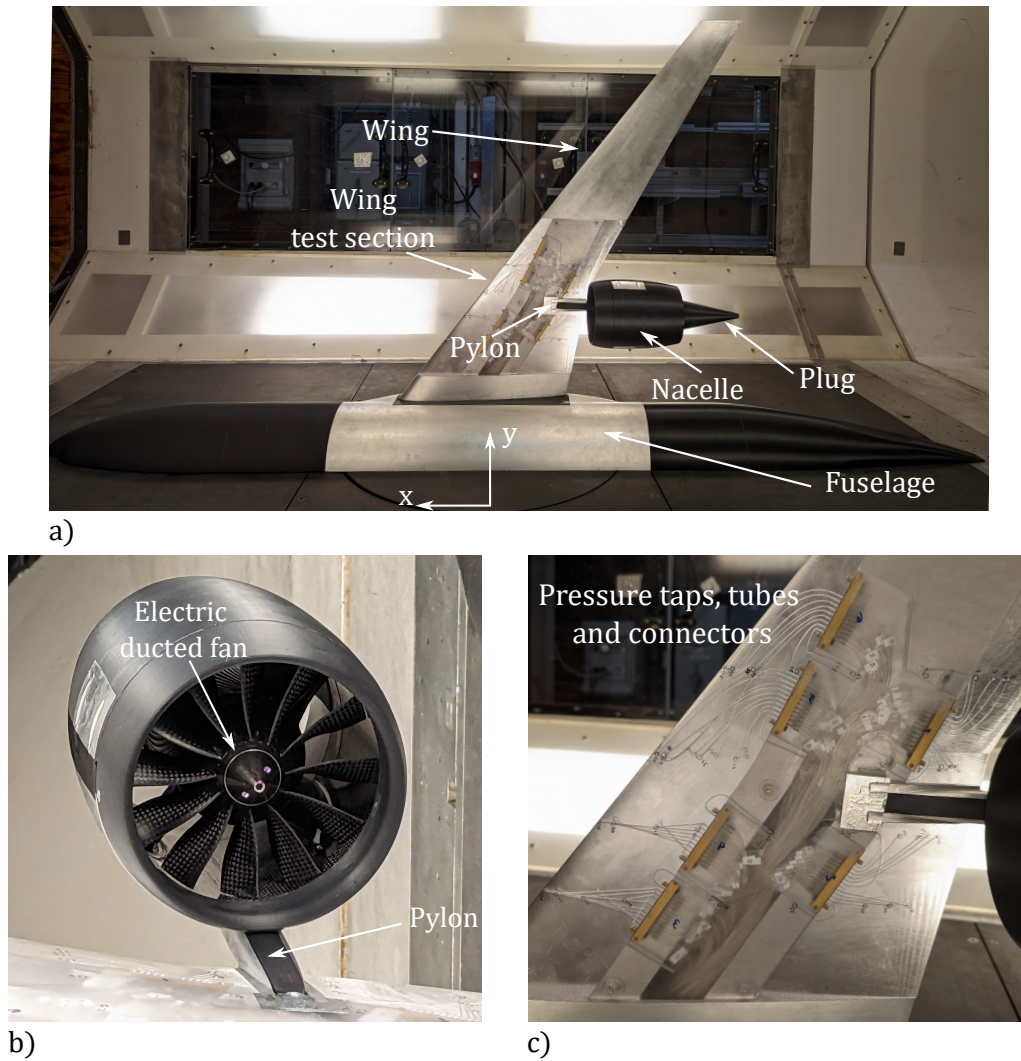 Wing
Wing
test section
Pylon
Nacelle
Plug
y
x
Fuselage
a)
Electric
ducted fan
Pylon
b)
Pressure taps, tubes
and connectors
c)